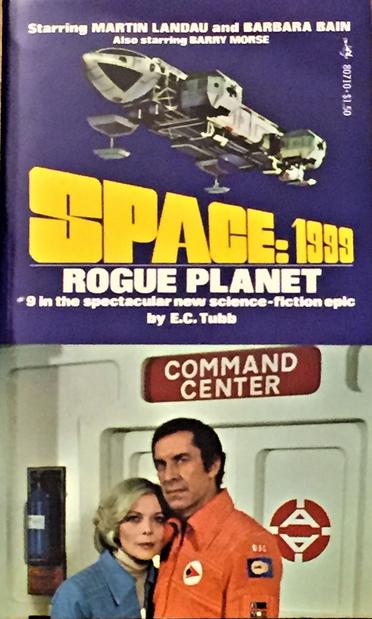 Starring MARTIN LANDAU and BARBARA BAIN
Also starring BARRY MORSE
80710·$1.50
SPACE: 1999
ROGUE PLANET
#9 in the spectacular new science-fiction epic
by E.C. Tubb
COMMAND
CENTER